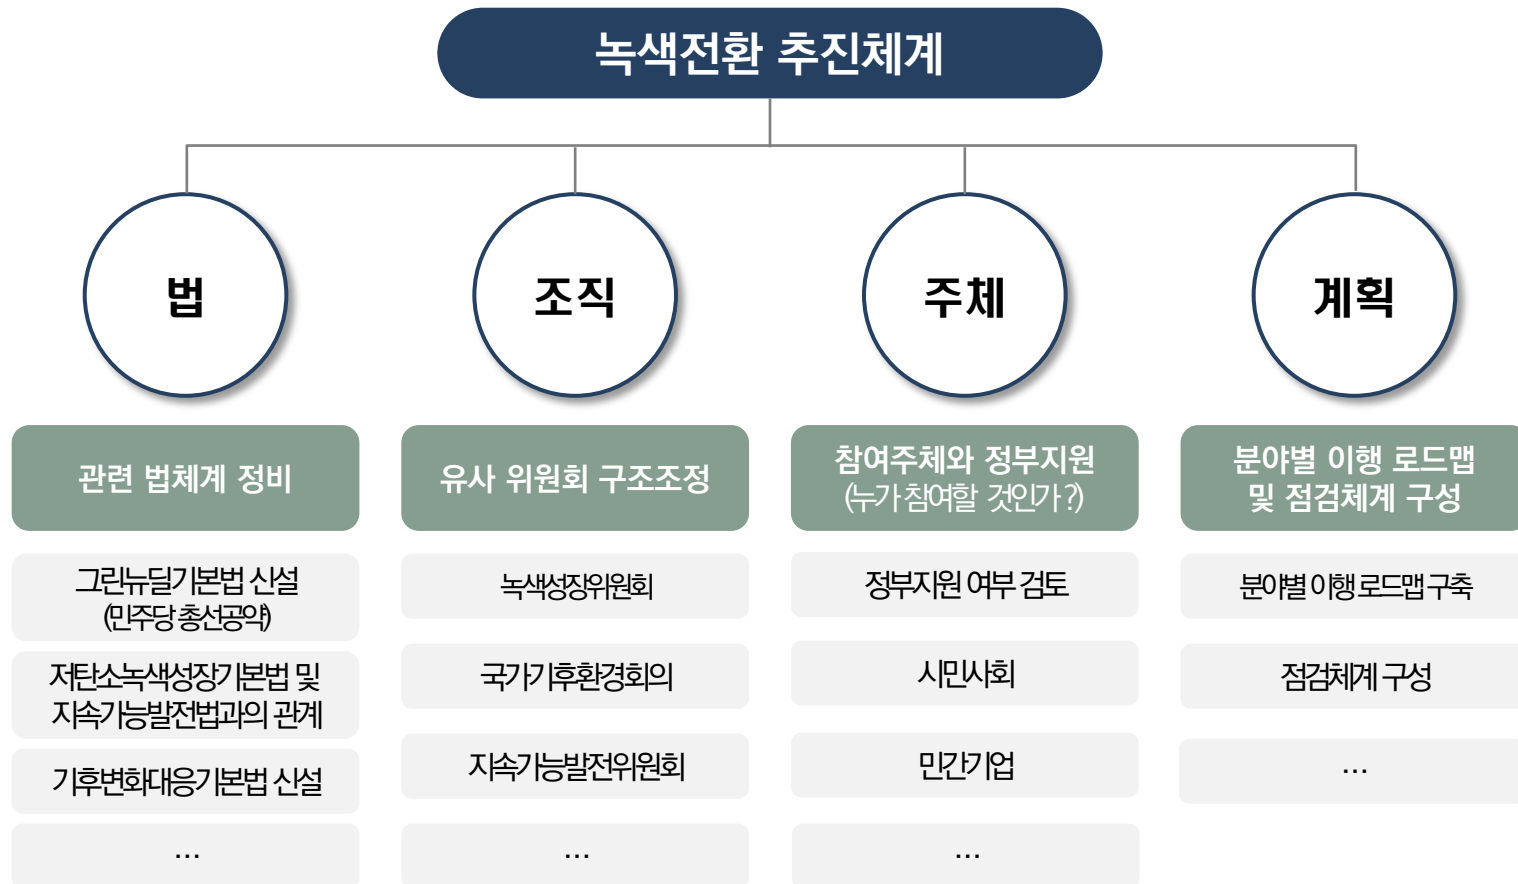 녹색전환 추진체계
법
조직
주체
계획
관련 법체계 정비
유사 위원회 구조조정
참여주체와 정부지원
(누가 참여할 것인가?)
분야별 이행 로드맵
및 점검체계 구성
그린뉴딜기본법 신설
(민주당 총선공약)
저탄소녹색성장기본법 및
지속가능발전법과의 관계
기후변화대응기본법 신설
...
녹색성장위원회
국가기후환경회의
지속가능발전위원회
...
정부지원 여부 검토
시민사회
민간기업
...
분야별 이행 로드맵 구축
점검체계 구성
...